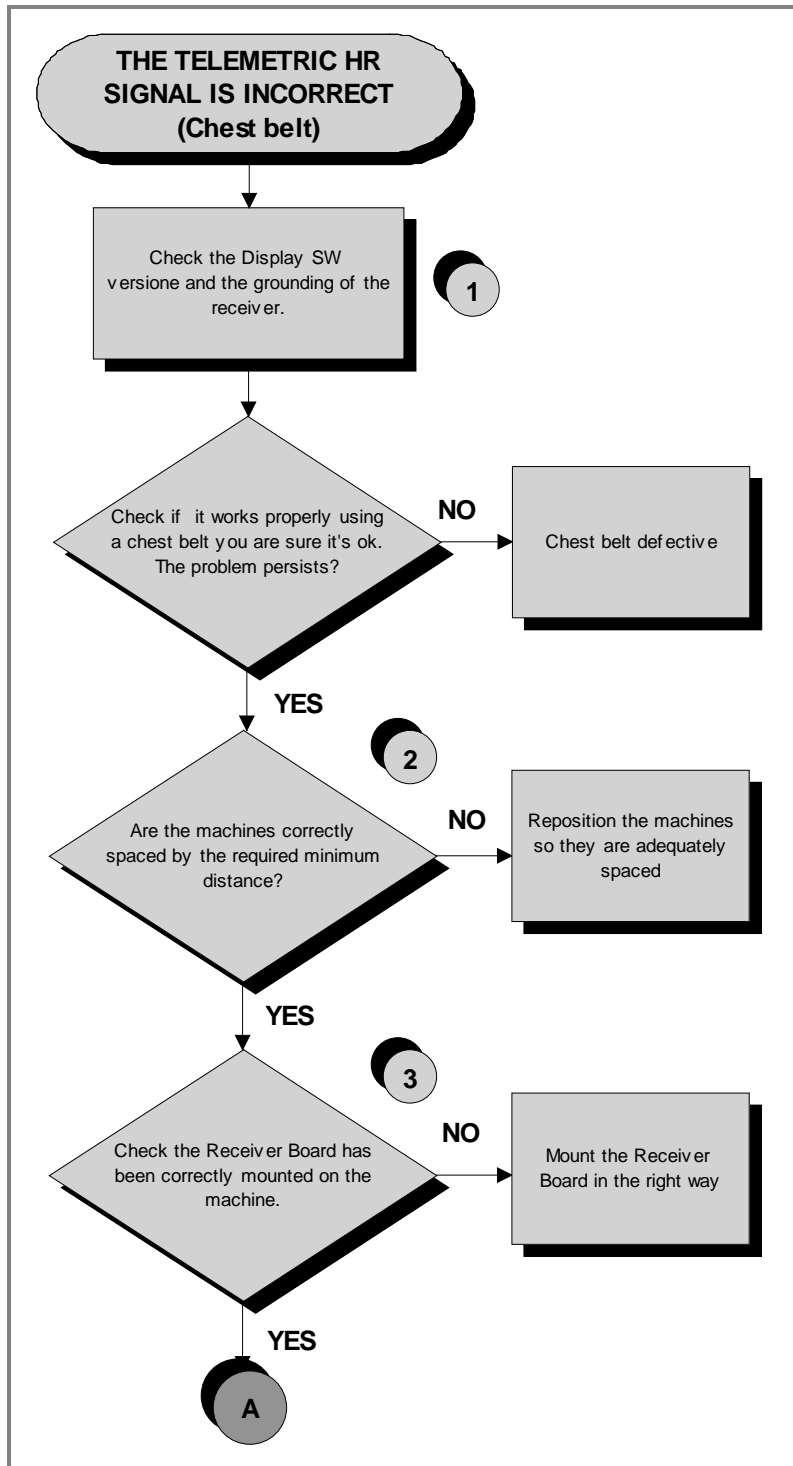 THE TELEMETRIC HR
SIGNAL IS INCORRECT
(Chest belt)
Check the Display SW
versione and the grounding of the
receiver.
1
Check if it works properly using
a chest belt you are sure it's ok.
The problem persists?
NO
Chest belt defective
YES
2
Are the machines correctly
spaced by the required minimum
distance?
NO
Reposition the machines
so they are adequately
spaced
YES
3
Check the Receiver Board has
been correctly mounted on the
machine.
NO
Mount the Receiver
Board in the right way
YES
A